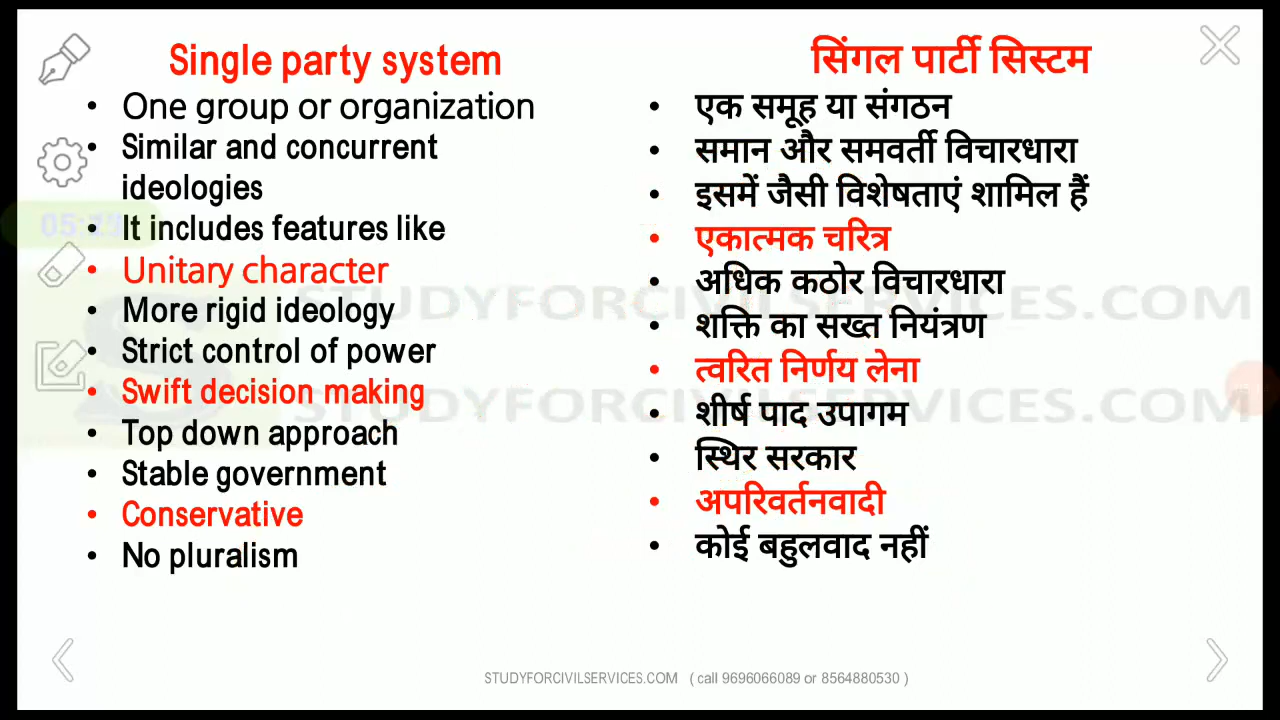 Single party system
• One group or organization
• Similar and concurrent
ideologies
• It includes features like
• Unitary character
• More rigid ideology
• Strict control of power
• Swift decision making
• Top down approach
• Stable government
• Conservative
• No pluralism
सिंगल पार्टी सिस्टम
• एक समूह या संगठन
• समान और समवर्ती विचारधारा
• इसमें जैसी विशेषताएं शामिल हैं
• एकात्मक चरित्र
• अधिक कठोर विचारधारा
• शक्ति का सख्त नियंत्रण
• त्वरित निर्णय लेना
• शीर्ष पाद उपागम
• स्थिर सरकार
• अपरिवर्तनवादी
• कोई बहुलवाद नहीं
STUDYFORCIVILSERVICES.COM
STUDYFORCIVILSERVICES.COM
STUDYFORCIVILSERVICES.COM ( call 9696066089 or 8564880530 )